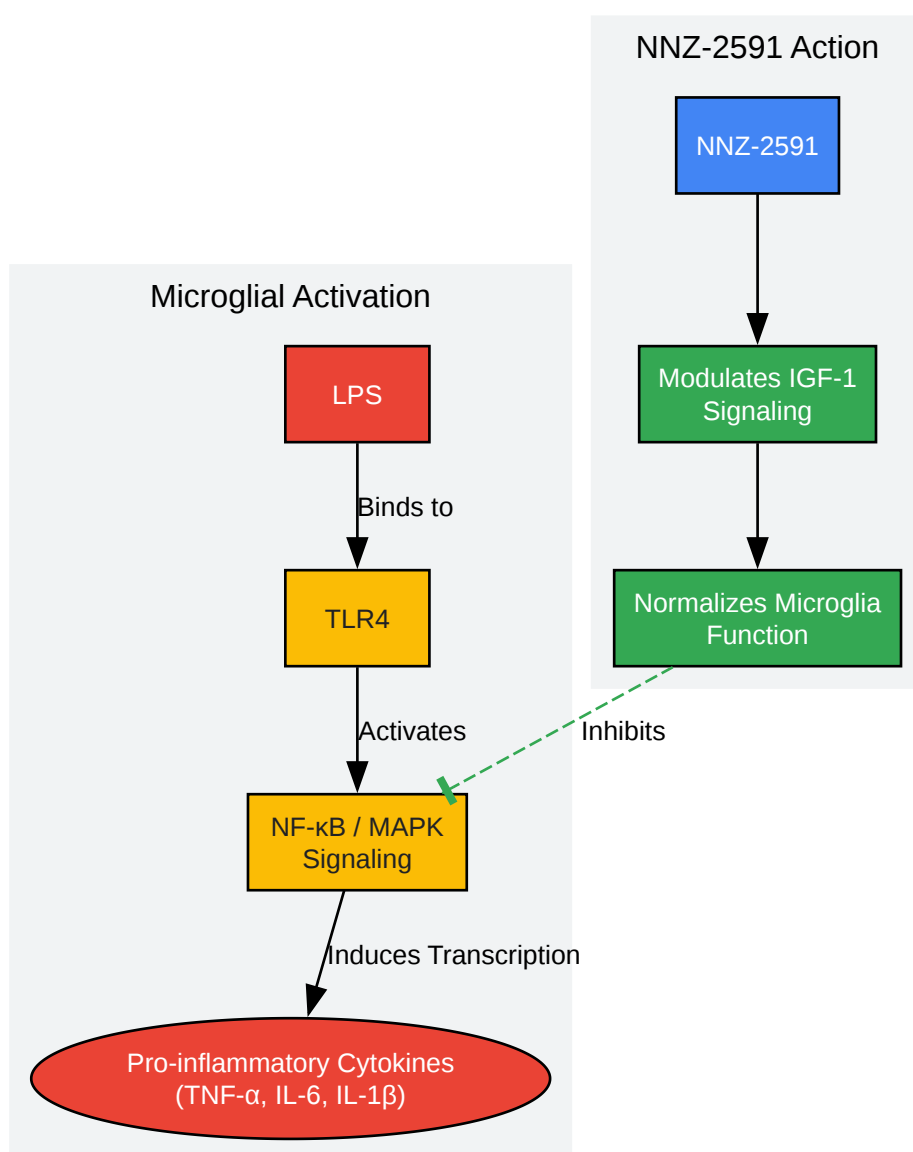 NNZ-2591 Action
NNZ-2591
Microglial Activation
LPS
Modulates IGF-1
Signaling
Binds to
TLR4
Normalizes Microglia
Function
Activates
Inhibits
NF-κB / MAPK
Signaling
Induces Transcription
Pro-inflammatory Cytokines
(TNF-α, IL-6, IL-1β)